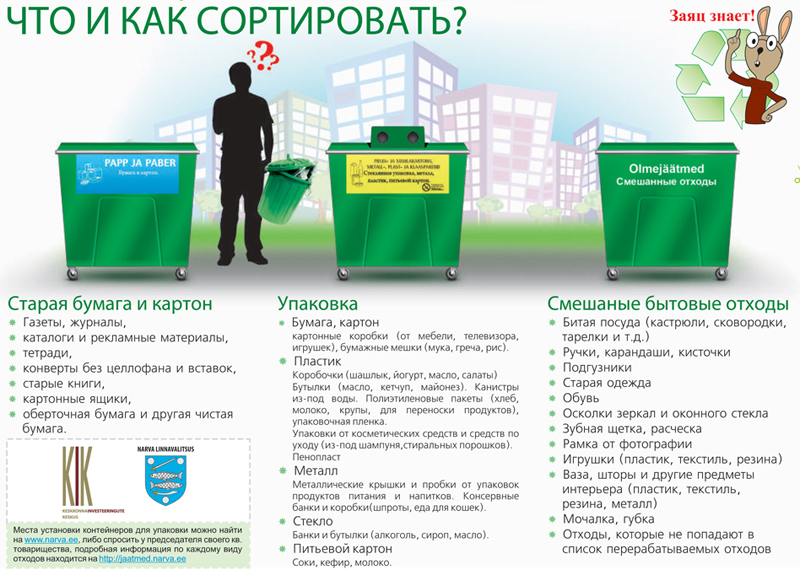 ЧТО И КАК СОРТИРОВАТЬ?
Заяц знает!
???
PAPP JA PABER
Бумага и картон.
METALL-, PLAST- JA KLAASPAKEND
Стеклянная упаковка, метал,
пластик, питьевой картон.
Olmejäätmed
Смешанные отходы
Старая бумага и картон
Газеты, журналы,
каталоги и рекламные материалы,
тетради,
конверты без целлофана и вставок,
старые книги,
картонные ящики,
оберточная бумага и другая чистая
бумага.
KIK
KESKKONNAINVESTEERINGUTE
KESKUS
NARVA LINNAVALITSUS
Места установки контейнеров для упаковки можно найти
на www.narva.ee, либо спросить у председателя своего кв.
товарищества, подробная информация по каждому виду
отходов находится на http://jaatmed.narva.ee
Упаковка
Бумага, картон
картонные коробки (от мебели, телевизора,
игрушек), бумажные мешки (мука, греча, рис).
Пластик
Коробочки (шашлык, йогурт, масло, салаты)
Бутылки (масло, кетчуп, майонез). Канистры
из-под воды. Полиэтиленовые пакеты (хлеб,
молоко, крупы, для переноски продуктов),
упаковочная пленка.
Упаковки от косметических средств и средств по
уходу (из-под шампуня,стиральных порошков).
Пенопласт
Металл
Металлические крышки и пробки от упаковок
продуктов питания и напитков. Консервные
банки и коробки(шпроты, еда для кошек).
Стекло
Банки и бутылки (алкоголь, сироп, масло).
Питьевой картон
Соки, кефир, молоко.
Смешаные бытовые отходы
Битая посуда (кастрюли, сковородки,
тарелки и т.д.)
Ручки, карандаши, кисточки
Подгузники
Старая одежда
Обувь
Осколки зеркал и оконного стекла
Зубная щетка, расческа
Рамка от фотографии
Игрушки (пластик, текстиль, резина)
Ваза, шторы и другие предметы
интерьера (пластик, текстиль,
резина, металл)
Мочалка, губка
Отходы, которые не попадают в
список перерабатываемых отходов